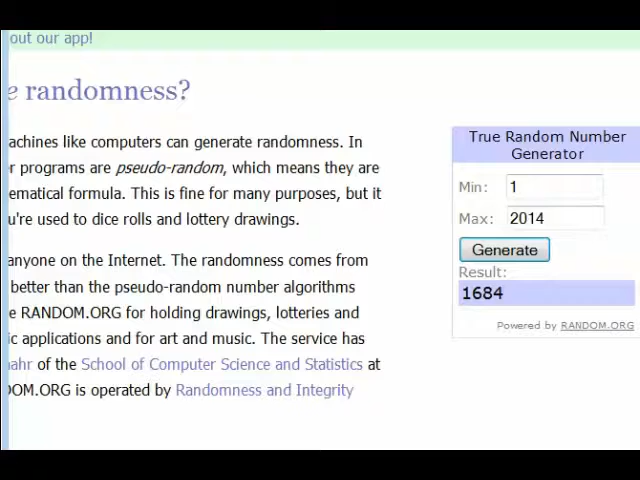 out our app!
e randomness?
achines like computers can generate randomness. In
r programs are pseudo-random, which means they are
ematical formula. This is fine for many purposes, but it
u're used to dice rolls and lottery drawings.
anyone on the Internet. The randomness comes from
better than the pseudo-random number algorithms
e RANDOM.ORG for holding drawings, lotteries and
ic applications and for art and music. The service has
ahr of the School of Computer Science and Statistics at
DOM.ORG is operated by Randomness and Integrity
True Random Number
Generator
Min: 1
Max: 2014
Generate
Result:
1684
Powered by RANDOM.ORG